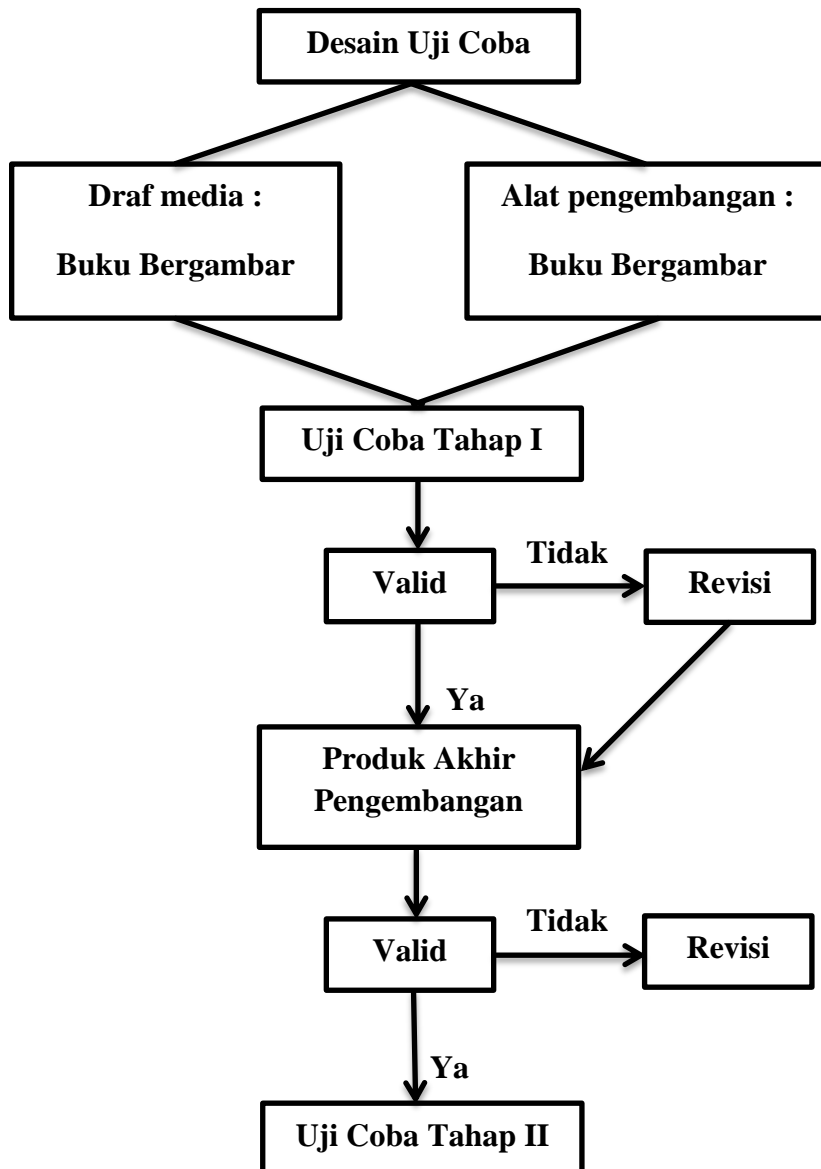 Desain Uji Coba
Draf media :
Buku Bergambar
Alat pengembangan :
Buku Bergambar
Uji Coba Tahap I
Valid
Tidak
Revisi
Ya
Produk Akhir
Pengembangan
Valid
Tidak
Revisi
Ya
Uji Coba Tahap II